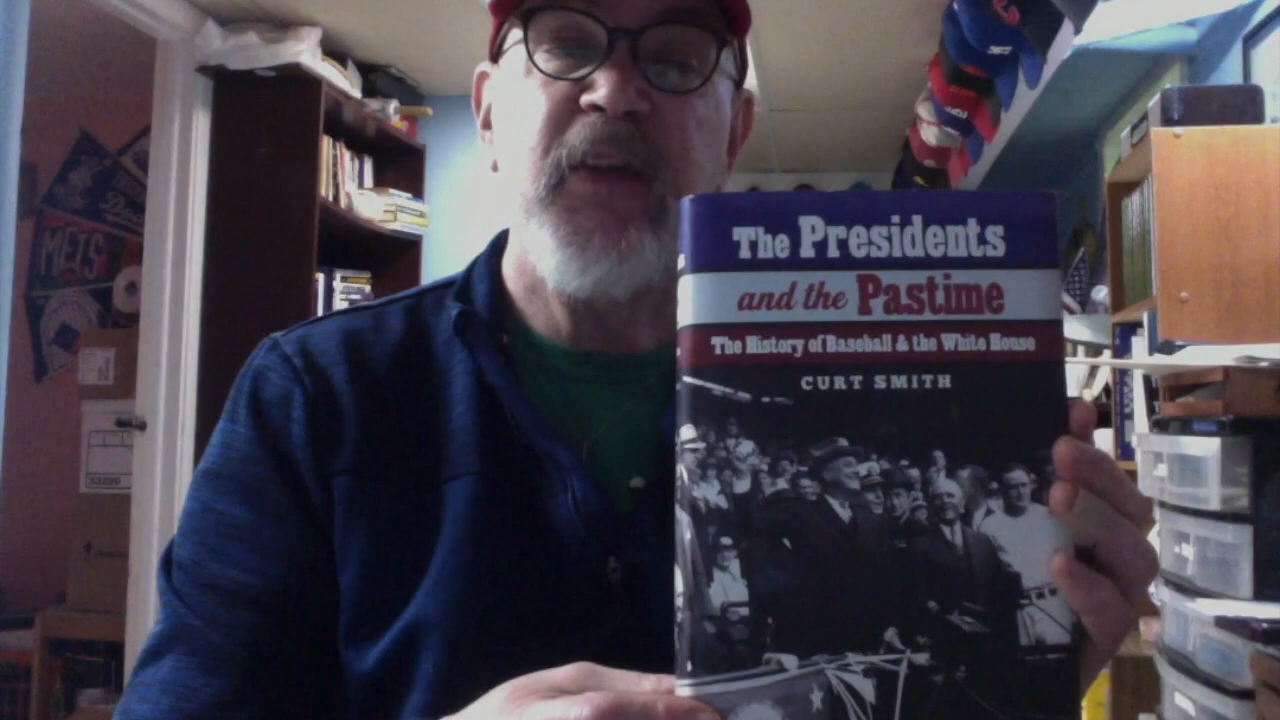 The Presidents
and the Pastime
The History of Baseball & the White House
CURT SMITH
METS